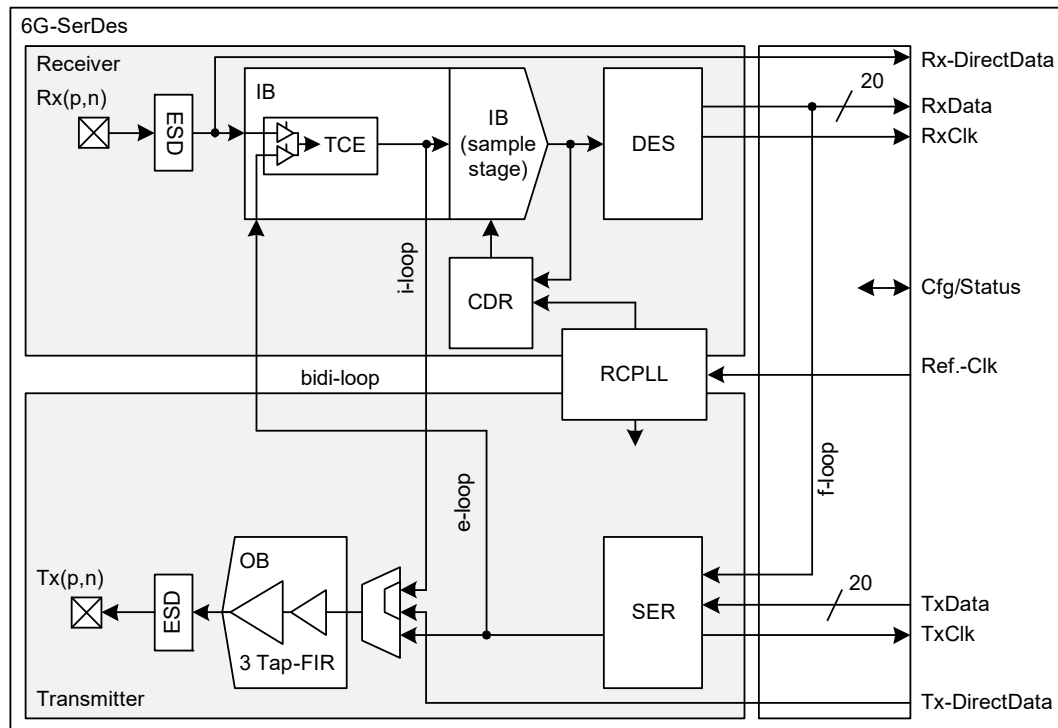 6G-SerDes
Receiver
Rx-DirectData
Rx(p,n)
ESD
IB
TCE
IB
(sample
stage)
DES
20
RxData
RxClk
i-loop
CDR
Cfg/Status
RCPLL
Ref.-Clk
bidi-loop
e-loop
f-loop
Tx(p,n)
ESD
OB
3 Tap-FIR
SER
20
TxData
TxClk
Transmitter
Tx-DirectData